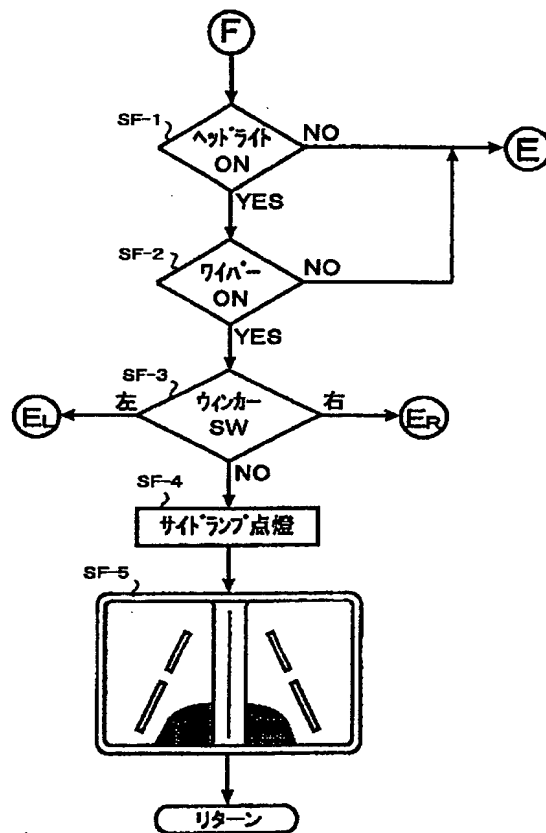 F
SF-1
ヘッドライト
ON
NO
E
YES
SF-2
ワイパー
ON
NO
YES
SF-3
EL
左
ウィンカー
SW
右
ER
NO
SF-4
サイドランプ点燈
SF-5
リターン